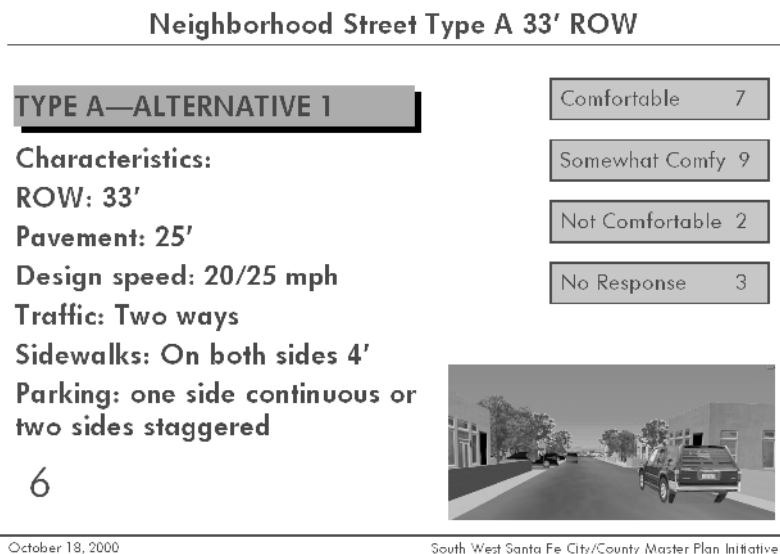 Neighborhood Street Type A 33' ROW
TYPE A—ALTERNATIVE 1
Characteristics:
ROW: 33'
Pavement: 25'
Design speed: 20/25 mph
Traffic: Two ways
Sidewalks: On both sides 4'
Parking: one side continuous or
two sides staggered
6
Comfortable 7
Somewhat Comfy 9
Not Comfortable 2
No Response 3
October 18, 2000
South West Santa Fe City/County Master Plan Initiative